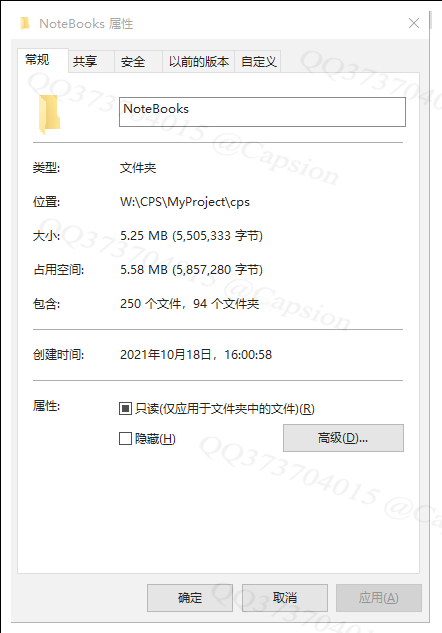 NoteBooks 属性
常规
共享
安全
以前的版本
自定义
NoteBooks
类型: 文件夹
位置: W:\CPS\MyProject\cps
大小: 5.25 MB (5,505,333 字节)
占用空间: 5.58 MB (5,857,280 字节)
包含: 250 个文件，94 个文件夹
创建时间: 2021年10月18日，16:00:58
属性: 只读(仅应用于文件夹中的文件)(R)
隐藏(H)
高级(D)...
确定
取消
应用(A)
QQ373704015 @Capsion
QQ373704015 @Capsion
QQ373704015 @Capsion
QQ373704015
QQ373704015